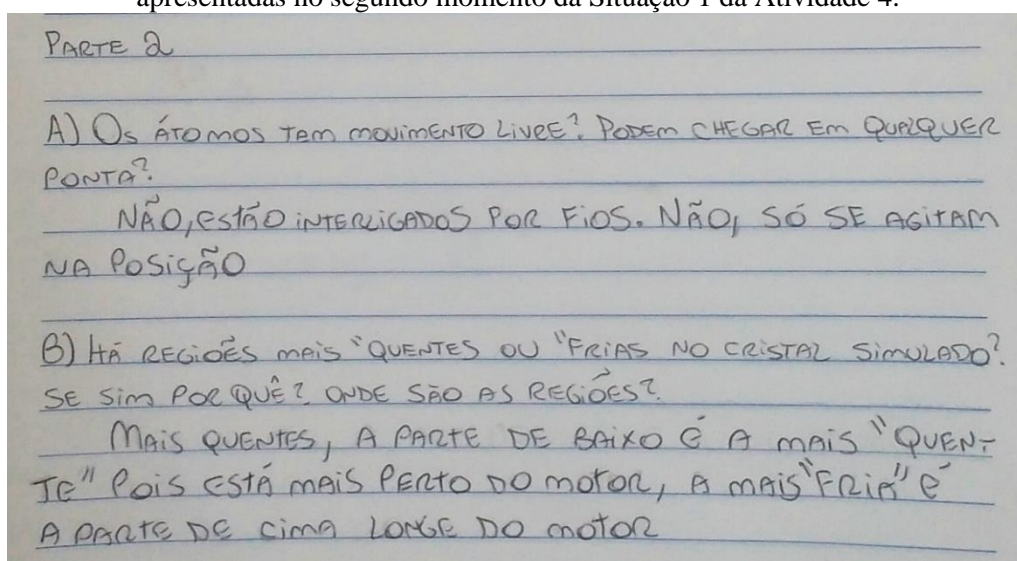 apresentadas no segundo momento da Situação 1 da Atividade 4.
PARTE 2
A) Os ÁTOMOS TEM MOVIMENTO LIVRE? PODEM CHEGAR EM QUALQUER
PONTA?
NÃO, ESTÃO INTERLIGADOS POR FIOS. NÃO, SÓ SE AGITAM
NA POSIÇÃO
B) HÁ REGIÕES MAIS "QUENTES OU "FRIAS NO CRISTAL SIMULADO?
SE SIM POR QUÊ? ONDE SÃO AS REGIÕES?
MAIS QUENTES, A PARTE DE BAIXO É A MAIS "QUEN-
TE" POIS ESTÁ MAIS PERTO DO MOTOR, A MAIS "FRIA" É
A PARTE DE CIMA LONGE DO MOTOR